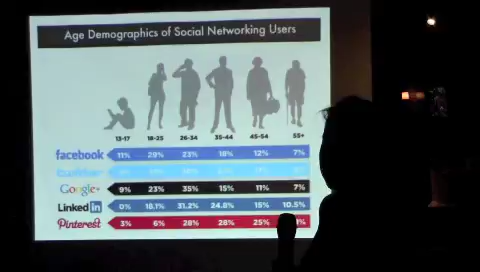 Age Demographics of Social Networking Users
13-17 18-25 26-34 35-44 45-54 55+
facebook 11% 29% 23% 18% 12% 7%
twitter
Google+ 9% 23% 35% 15% 11% 7%
Linked in 0% 18.1% 31.2% 24.8% 15% 10.5%
Pinterest 3% 6% 28% 28% 25%